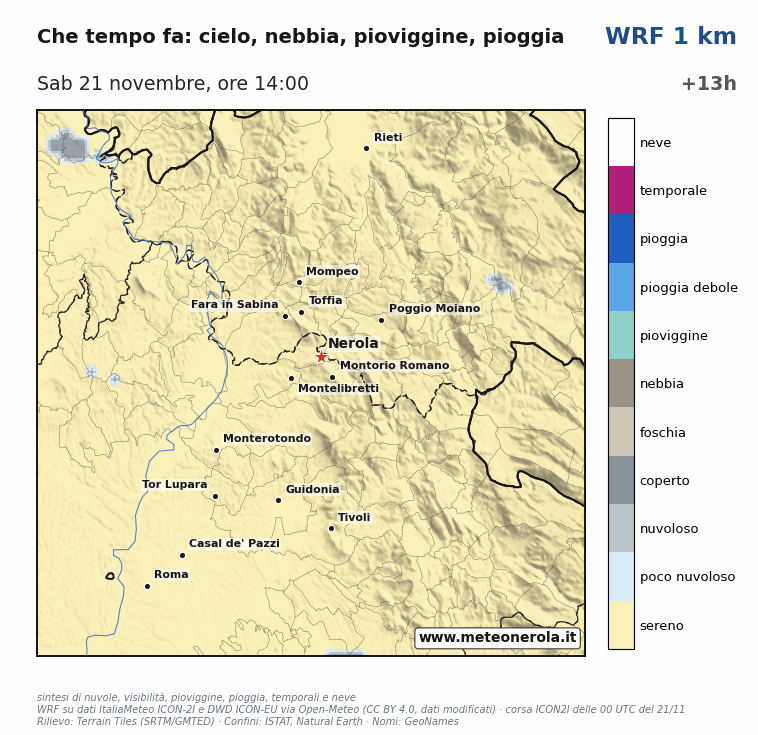 Che tempo fa: cielo, nebbia, pioviggine, pioggia
WRF 1 km
Sab 21 novembre, ore 14:00
+13h
Rieti
Mompeo
Fara in Sabina
Toffia
Poggio Moiano
Nerola
Montorio Romano
Montelibretti
Monterotondo
Tor Lupara
Guidonia
Tivoli
Casal de' Pazzi
Roma
www.meteonerola.it
neve
temporale
pioggia
pioggia debole
pioviggine
nebbia
foschia
coperto
nuvoloso
poco nuvoloso
sereno
sintesi di nuvole, visibilità, pioviggine, pioggia, temporali e neve
WRF su dati ItaliaMeteo ICON-2I e DWD ICON-EU via Open-Meteo (CC BY 4.0, dati modificati) · corsa ICON2I delle 00 UTC del 21/11
Rilievo: Terrain Tiles (SRTM/GMTED) · Confini: ISTAT, Natural Earth · Nomi: GeoNames